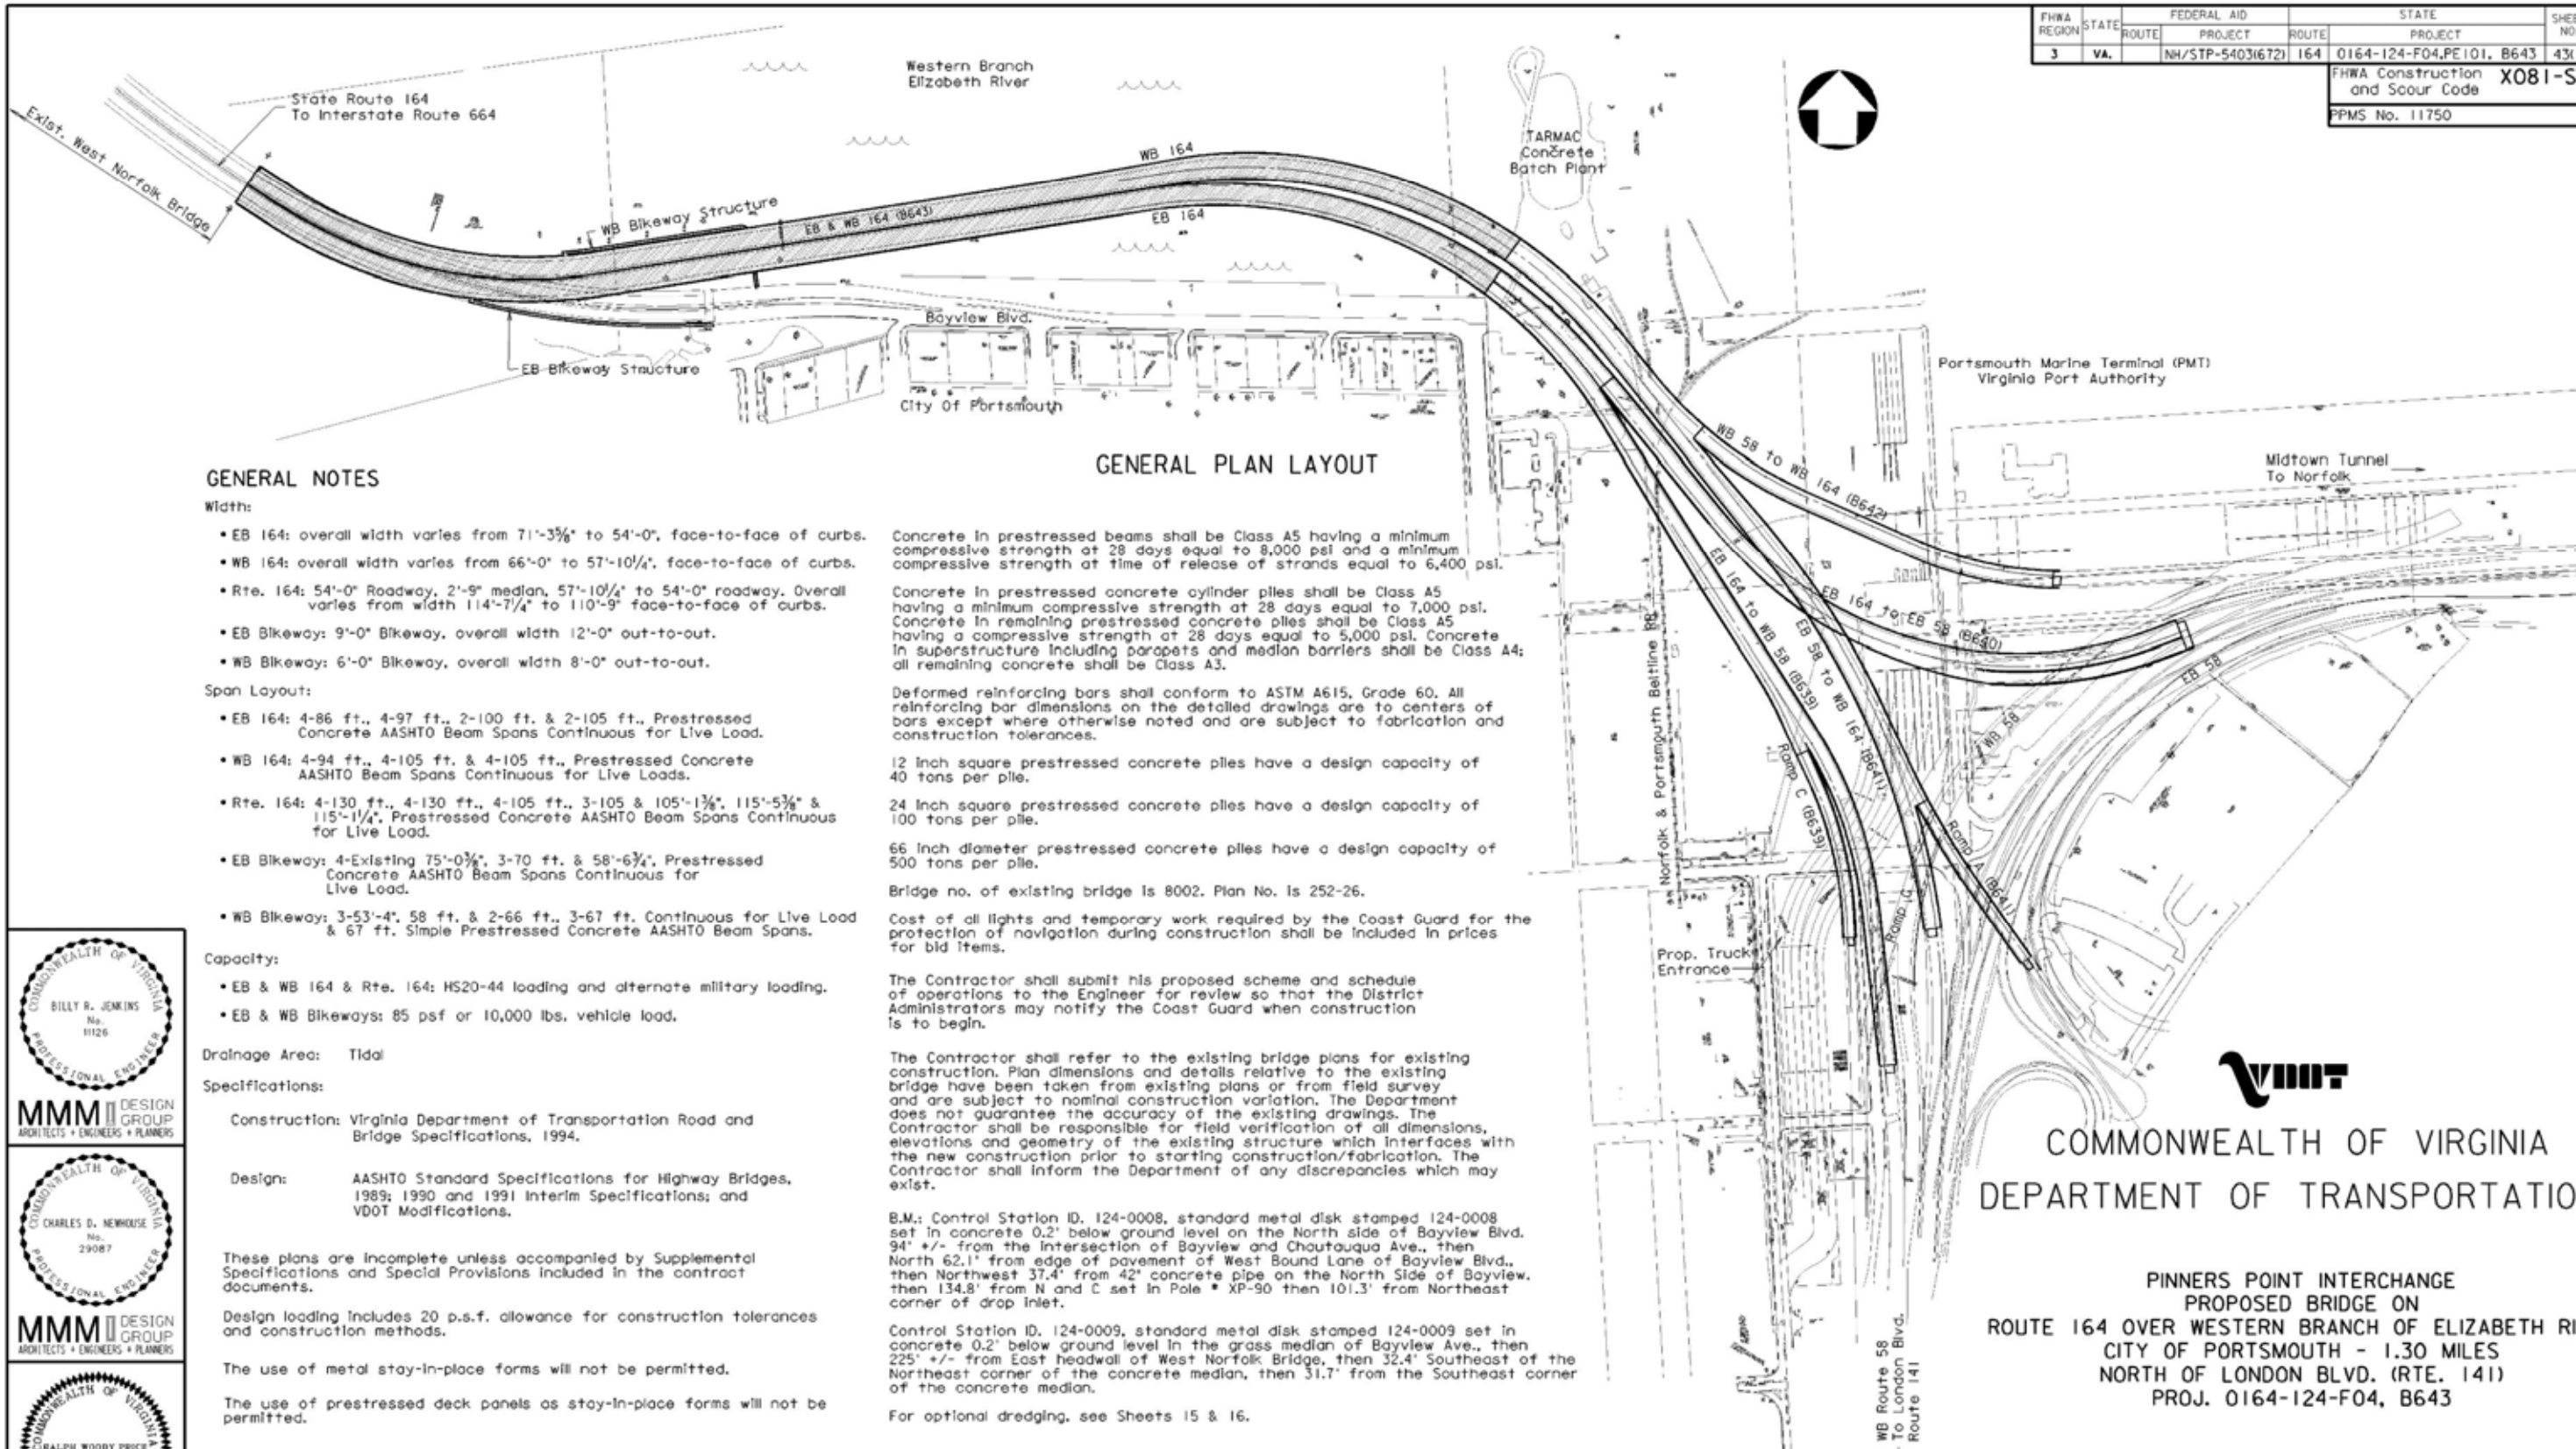 FHWA REGION
STATE
FEDERAL AID
STATE
ROUTE
PROJECT
ROUTE
PROJECT
3 VA. NH/STP-5403(672) 164 0164-124-F04,PE101, B643
FHWA Construction and Scour Code X081-S
PPMS No. 11750
Western Branch
Elizabeth River
State Route 164
To Interstate Route 664
Exist. West Norfolk Bridge
TARMAC
Concrete
Batch Plant
WB 164
WB Bikeway Structure
EB & WB 164 (B643)
EB 164
Bayview Blvd.
EB Bikeway Structure
City Of Portsmouth
Portsmouth Marine Terminal (PMT)
Virginia Port Authority
WB 58 to WB 164 (B642)
Midtown Tunnel
To Norfolk
EB 164 to WB 58 (B639)
EB 164 to EB 58 (B640)
EB 58 to WB 164 (B641)
EB 58
WB 58
Norfolk & Portsmouth Beltline RR
Ramp C (B639)
Ramp A (B641)
Prop. Truck
Entrance
WB Route 58
To London Blvd.
Route 141
GENERAL PLAN LAYOUT
GENERAL NOTES
Width:
• EB 164: overall width varies from 71'-3⅝" to 54'-0", face-to-face of curbs.
• WB 164: overall width varies from 66'-0" to 57'-10¼", face-to-face of curbs.
• Rte. 164: 54'-0" Roadway, 2'-9" median, 57'-10¼" to 54'-0" roadway. Overall
varies from width 114'-7¼" to 110'-9" face-to-face of curbs.
• EB Bikeway: 9'-0" Bikeway, overall width 12'-0" out-to-out.
• WB Bikeway: 6'-0" Bikeway, overall width 8'-0" out-to-out.
Span Layout:
• EB 164: 4-86 ft., 4-97 ft., 2-100 ft. & 2-105 ft., Prestressed
Concrete AASHTO Beam Spans Continuous for Live Load.
• WB 164: 4-94 ft., 4-105 ft. & 4-105 ft., Prestressed Concrete
AASHTO Beam Spans Continuous for Live Loads.
• Rte. 164: 4-130 ft., 4-130 ft., 4-105 ft., 3-105 & 105'-1⅜", 115'-5⅜" &
115'-1¼", Prestressed Concrete AASHTO Beam Spans Continuous
for Live Load.
• EB Bikeway: 4-Existing 75'-0⅜", 3-70 ft. & 58'-6¾", Prestressed
Concrete AASHTO Beam Spans Continuous for
Live Load.
• WB Bikeway: 3-53'-4", 58 ft. & 2-66 ft., 3-67 ft. Continuous for Live Load
& 67 ft. Simple Prestressed Concrete AASHTO Beam Spans.
Capacity:
• EB & WB 164 & Rte. 164: HS20-44 loading and alternate military loading.
• EB & WB Bikeways: 85 psf or 10,000 lbs. vehicle load.
Drainage Area: Tidal
Specifications:
Construction: Virginia Department of Transportation Road and
Bridge Specifications, 1994.
Design: AASHTO Standard Specifications for Highway Bridges,
1989; 1990 and 1991 Interim Specifications; and
VDOT Modifications.
These plans are incomplete unless accompanied by Supplemental
Specifications and Special Provisions included in the contract
documents.
Design loading includes 20 p.s.f. allowance for construction tolerances
and construction methods.
The use of metal stay-in-place forms will not be permitted.
The use of prestressed deck panels as stay-in-place forms will not be
permitted.
Concrete in prestressed beams shall be Class A5 having a minimum
compressive strength at 28 days equal to 8,000 psi and a minimum
compressive strength at time of release of strands equal to 6,400 psi.
Concrete in prestressed concrete cylinder piles shall be Class A5
having a minimum compressive strength at 28 days equal to 7,000 psi.
Concrete in remaining prestressed concrete piles shall be Class A5
having a compressive strength at 28 days equal to 5,000 psi. Concrete
in superstructure including parapets and median barriers shall be Class A4;
all remaining concrete shall be Class A3.
Deformed reinforcing bars shall conform to ASTM A615, Grade 60. All
reinforcing bar dimensions on the detailed drawings are to centers of
bars except where otherwise noted and are subject to fabrication and
construction tolerances.
12 inch square prestressed concrete piles have a design capacity of
40 tons per pile.
24 inch square prestressed concrete piles have a design capacity of
100 tons per pile.
66 inch diameter prestressed concrete piles have a design capacity of
500 tons per pile.
Bridge no. of existing bridge is 8002. Plan No. is 252-26.
Cost of all lights and temporary work required by the Coast Guard for the
protection of navigation during construction shall be included in prices
for bid items.
The Contractor shall submit his proposed scheme and schedule
of operations to the Engineer for review so that the District
Administrators may notify the Coast Guard when construction
is to begin.
The Contractor shall refer to the existing bridge plans for existing
construction. Plan dimensions and details relative to the existing
bridge have been taken from existing plans or from field survey
and are subject to nominal construction variation. The Department
does not guarantee the accuracy of the existing drawings. The
Contractor shall be responsible for field verification of all dimensions,
elevations and geometry of the existing structure which interfaces with
the new construction prior to starting construction/fabrication. The
Contractor shall inform the Department of any discrepancies which may
exist.
B.M.: Control Station ID. 124-0008, standard metal disk stamped 124-0008
set in concrete 0.2' below ground level on the North side of Bayview Blvd.
94' +/- from the intersection of Bayview and Chautauqua Ave., then
North 62.1' from edge of pavement of West Bound Lane of Bayview Blvd.,
then Northwest 37.4' from 42" concrete pipe on the North Side of Bayview,
then 134.8' from N and C set in Pole * XP-90 then 101.3' from Northeast
corner of drop inlet.
Control Station ID. 124-0009, standard metal disk stamped 124-0009 set in
concrete 0.2' below ground level in the grass median of Bayview Ave., then
225' +/- from East headwall of West Norfolk Bridge, then 32.4' Southeast of the
Northeast corner of the concrete median, then 31.7' from the Southeast corner
of the concrete median.
For optional dredging, see Sheets 15 & 16.
COMMONWEALTH OF VIRGINIA
BILLY R. JENKINS
No.
11126
PROFESSIONAL ENGINEER
MMM DESIGN GROUP
ARCHITECTS + ENGINEERS + PLANNERS
COMMONWEALTH OF VIRGINIA
CHARLES D. NEWHOUSE
No.
29087
PROFESSIONAL ENGINEER
MMM DESIGN GROUP
ARCHITECTS + ENGINEERS + PLANNERS
COMMONWEALTH OF VIRGINIA
RALPH WOODY PRICE
VDOT
COMMONWEALTH OF VIRGINIA
DEPARTMENT OF TRANSPORTATIO
PINNERS POINT INTERCHANGE
PROPOSED BRIDGE ON
ROUTE 164 OVER WESTERN BRANCH OF ELIZABETH RI
CITY OF PORTSMOUTH - 1.30 MILES
NORTH OF LONDON BLVD. (RTE. 141)
PROJ. 0164-124-F04, B643